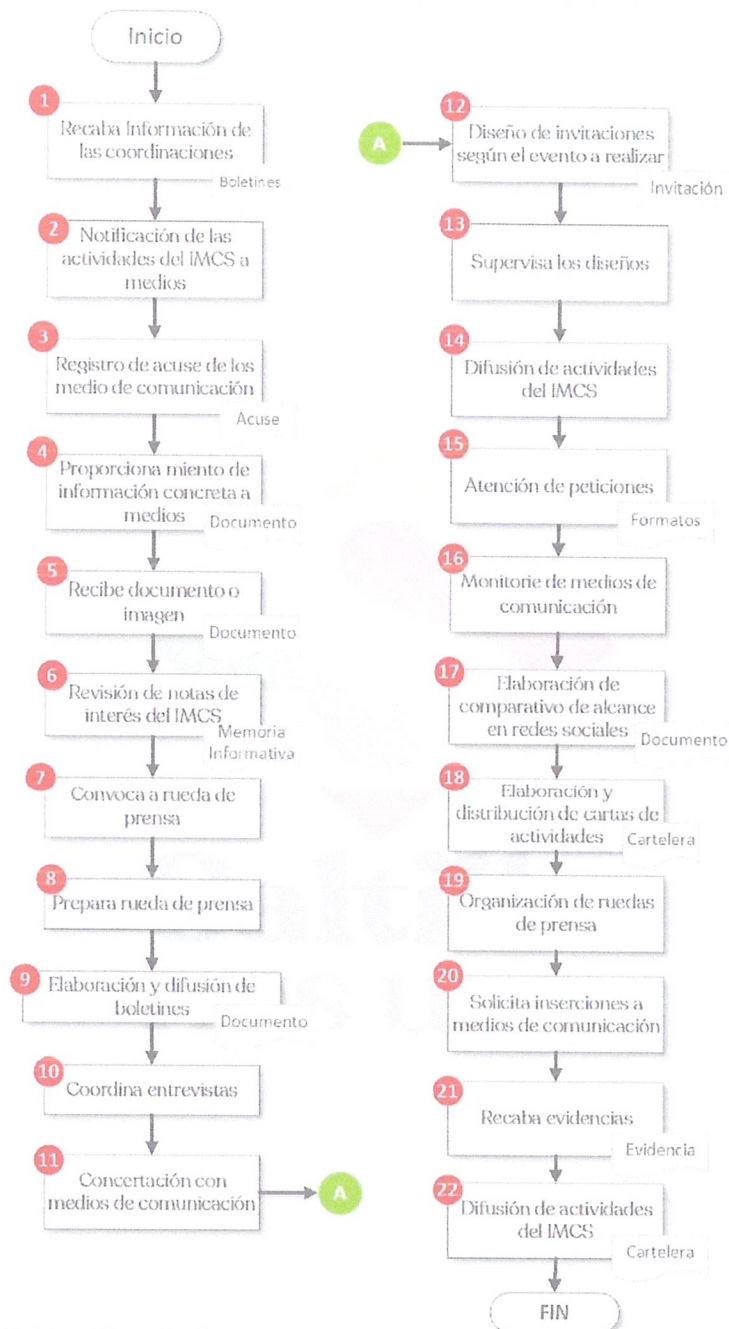 Inicio
1
Recaba Información de
las coordinaciones
Boletines
2
Notificación de las
actividades del IMCS a
medios
3
Registro de acuse de los
medio de comunicación
Acuse
4
Proporciona miento de
información concreta a
medios
Documento
5
Recibe documento o
imagen
Documento
6
Revisión de notas de
interés del IMCS
Memoria
Informativa
7
Convoca a rueda de
prensa
8
Prepara rueda de prensa
9
Elaboración y difusión de
boletines
Documento
10
Coordina entrevistas
11
Concertación con
medios de comunicación
A
A
12
Diseño de invitaciones
según el evento a realizar
Invitación
13
Supervisa los diseños
14
Difusión de actividades
del IMCS
15
Atención de peticiones
Formatos
16
Monitorie de medios de
comunicación
17
Elaboración de
comparativo de alcance
en redes sociales
Documento
18
Elaboración y
distribución de cartas de
actividades
Cartelera
19
Organización de ruedas
de prensa
20
Solicita inserciones a
medios de comunicación
21
Recaba evidencias
Evidencia
22
Difusión de actividades
del IMCS
Cartelera
FIN